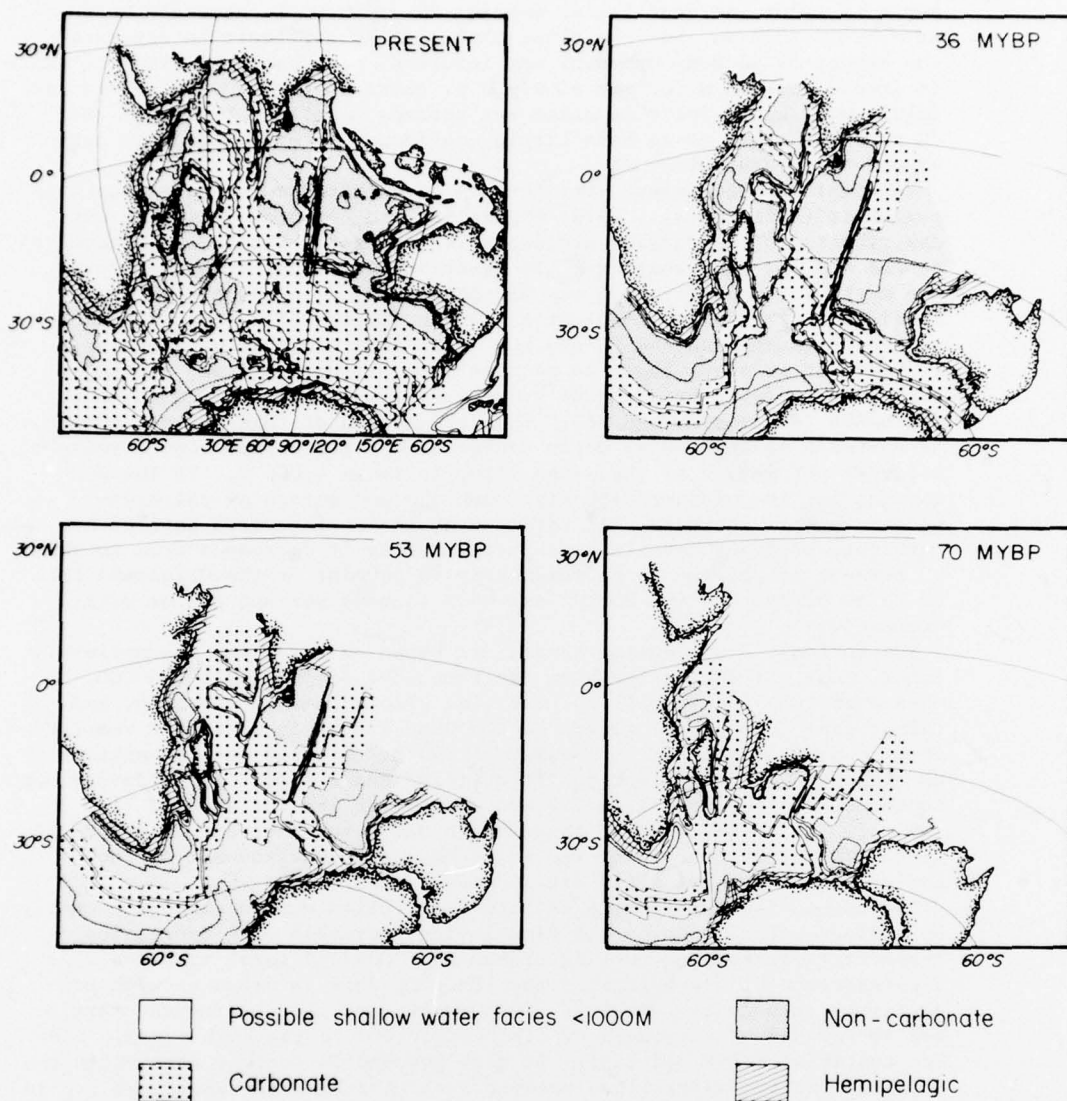 PRESENT
30°N
0°
30°S
60°S 30°E 60° 90° 120° 150°E 60°S
36 MYBP
30°N
0°
30°S
60°S 60°S
53 MYBP
30°N
0°
30°S
60°S 60°S
70 MYBP
30°N
0°
30°S
60°S 60°S
Possible shallow water facies <1000M
Non-carbonate
Carbonate
Hemipelagic